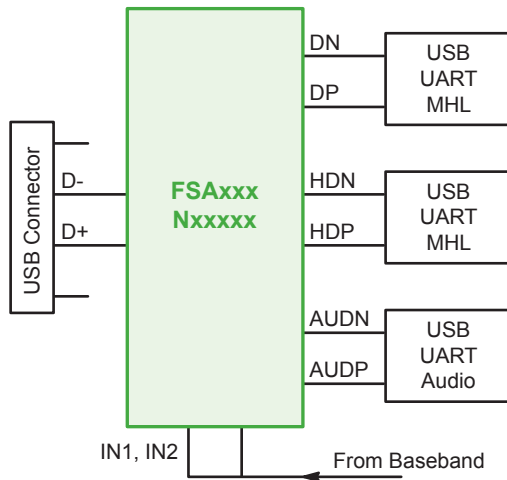 USB Connector
D-
D+
FSAxxx
Nxxxxx
DN
DP
USB
UART
MHL
HDN
HDP
USB
UART
MHL
AUDN
AUDP
USB
UART
Audio
IN1, IN2
From Baseband